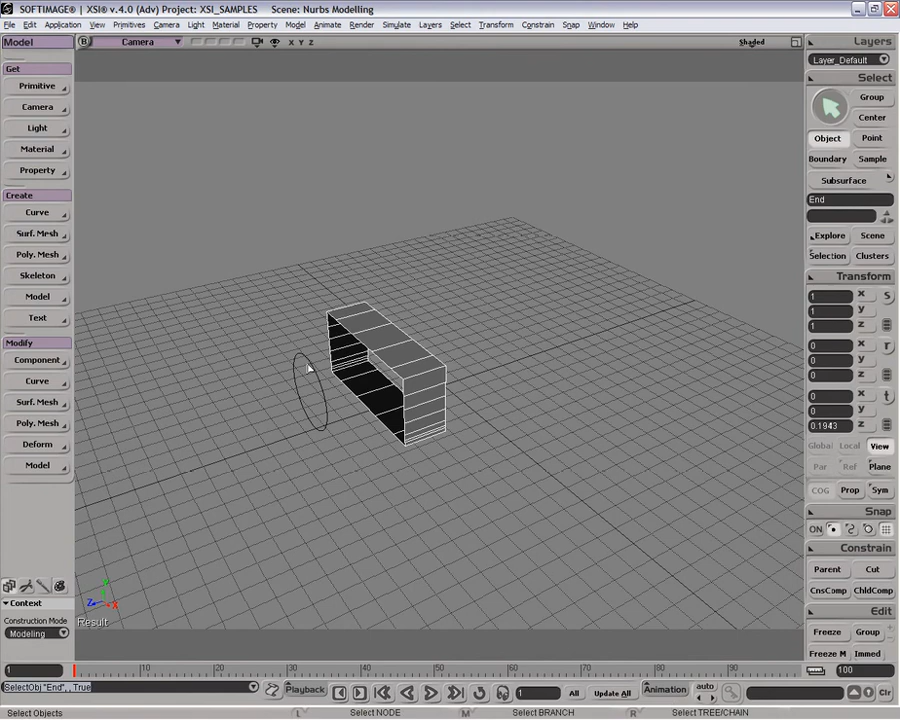 SOFTIMAGE® | XSI® v.4.0 (Adv) Project: XSI_SAMPLES Scene: Nurbs Modelling
File Edit View Display Primitives Camera Light Material Property Model Animate Render Simulate Layers Select Transform Constrain Snap Window Help
Model
B Camera X Y Z Shaded
Layers
Layer_Default
Get
Primitive
Camera
Light
Material
Property
Create
Curve
Surf. Mesh
Poly. Mesh
Skeleton
Model
Text
Modify
Component
Curve
Surf. Mesh
Poly. Mesh
Deform
Model
Context
Construction Mode
Modeling
Z X
Result
Select
Group
Center
Object Point
Boundary Sample
Subsurface
End
Explore Scene
Selection Clusters
Transform
1 x s
1 y
1 z
0 x r
0 y
0 z
0 x t
0 y
0.1943 z
Global Local View
Par Ref Plane
COG Prop Sym
Snap
ON
Constrain
Parent Cut
CnsComp ChldComp
Edit
Freeze Group
Freeze M Immed
1 10 20 30 40 50 60 70 80 90 100
SelectObj "End", , True Playback 1 All Update All Animation auto Clr
Select Objects L Select NODE M Select BRANCH R Select TREE/CHAIN